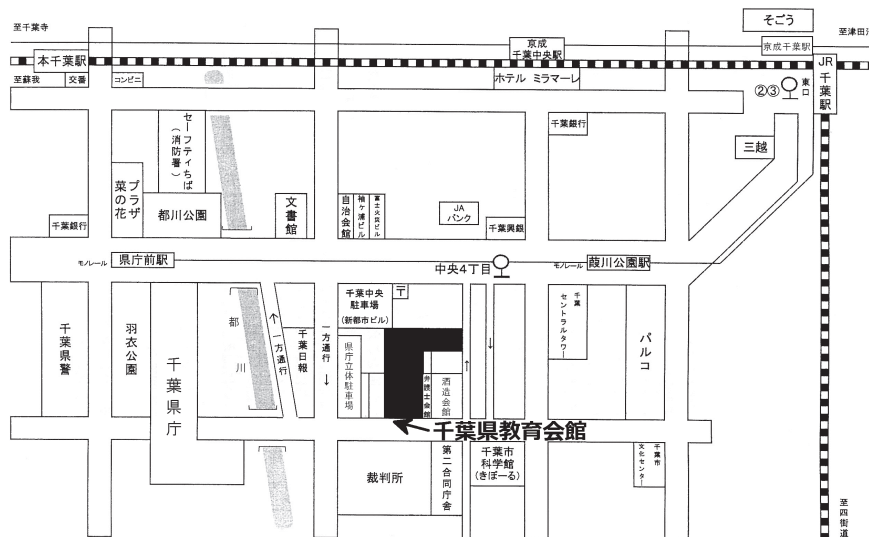 至千葉寺
そごう
京成
千葉中央駅
京成千葉駅
至津田沼
本千葉駅
JR
千葉駅
東口
至蘇我
交番
コンビニ
ホテル ミラマーレ
②③
千葉銀行
三越
セーフティちば
(消防署)
プラザ
菜の花
都川公園
文書館
自治会館
袖ヶ浦ビル
富士火災ビル
JA
バンク
千葉興銀
千葉銀行
モノレール
県庁前駅
中央4丁目
モノレール
葭川公園駅
千葉県警
羽衣公園
千葉県庁
都川
↑
一方通行
千葉日報
一方通行
↓
千葉中央
駐車場
(新都市ビル)
〒
県庁立体駐車場
弁護士会館
酒造会館
↑
↓
千葉
セントラルタワー
パルコ
千葉県教育会館
裁判所
第二合同庁舎
千葉市
科学館
(きぼーる)
千葉市
文化センター
至四街道